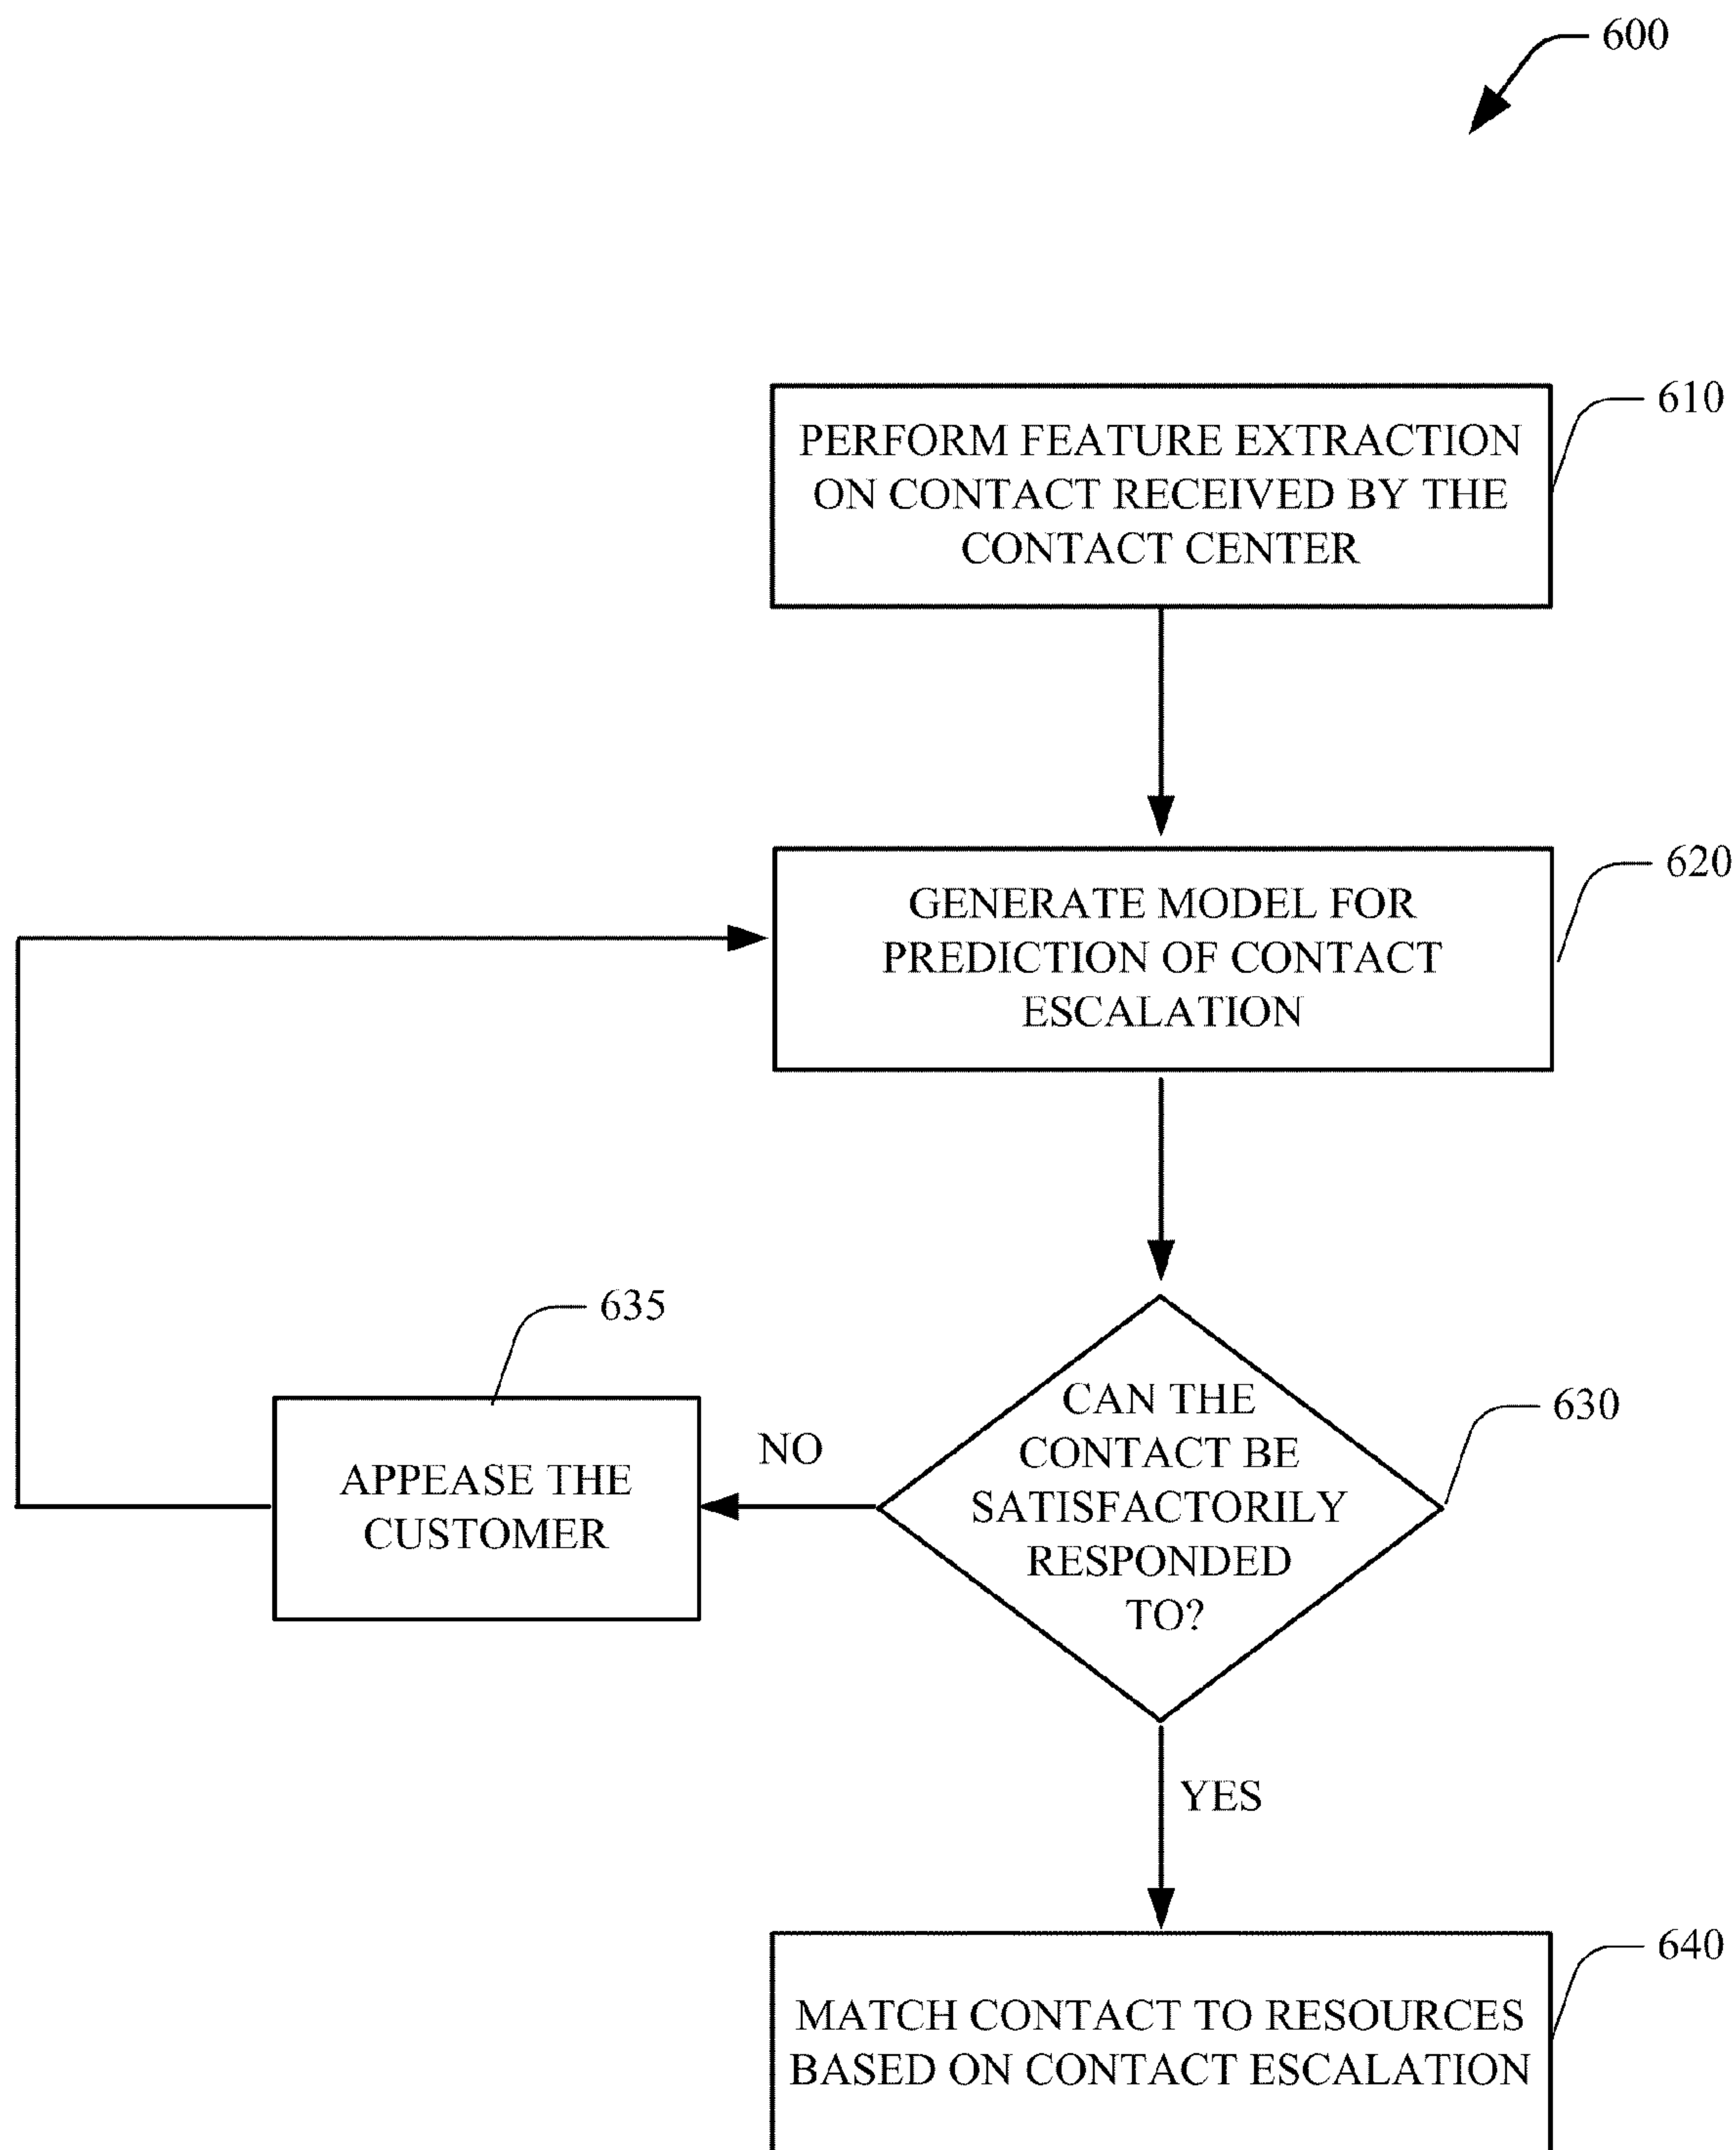 600
610
PERFORM FEATURE EXTRACTION
ON CONTACT RECEIVED BY THE
CONTACT CENTER
620
GENERATE MODEL FOR
PREDICTION OF CONTACT
ESCALATION
635
630
CAN THE
CONTACT BE
SATISFACTORILY
RESPONDED
TO?
NO
APPEASE THE
CUSTOMER
YES
640
MATCH CONTACT TO RESOURCES
BASED ON CONTACT ESCALATION